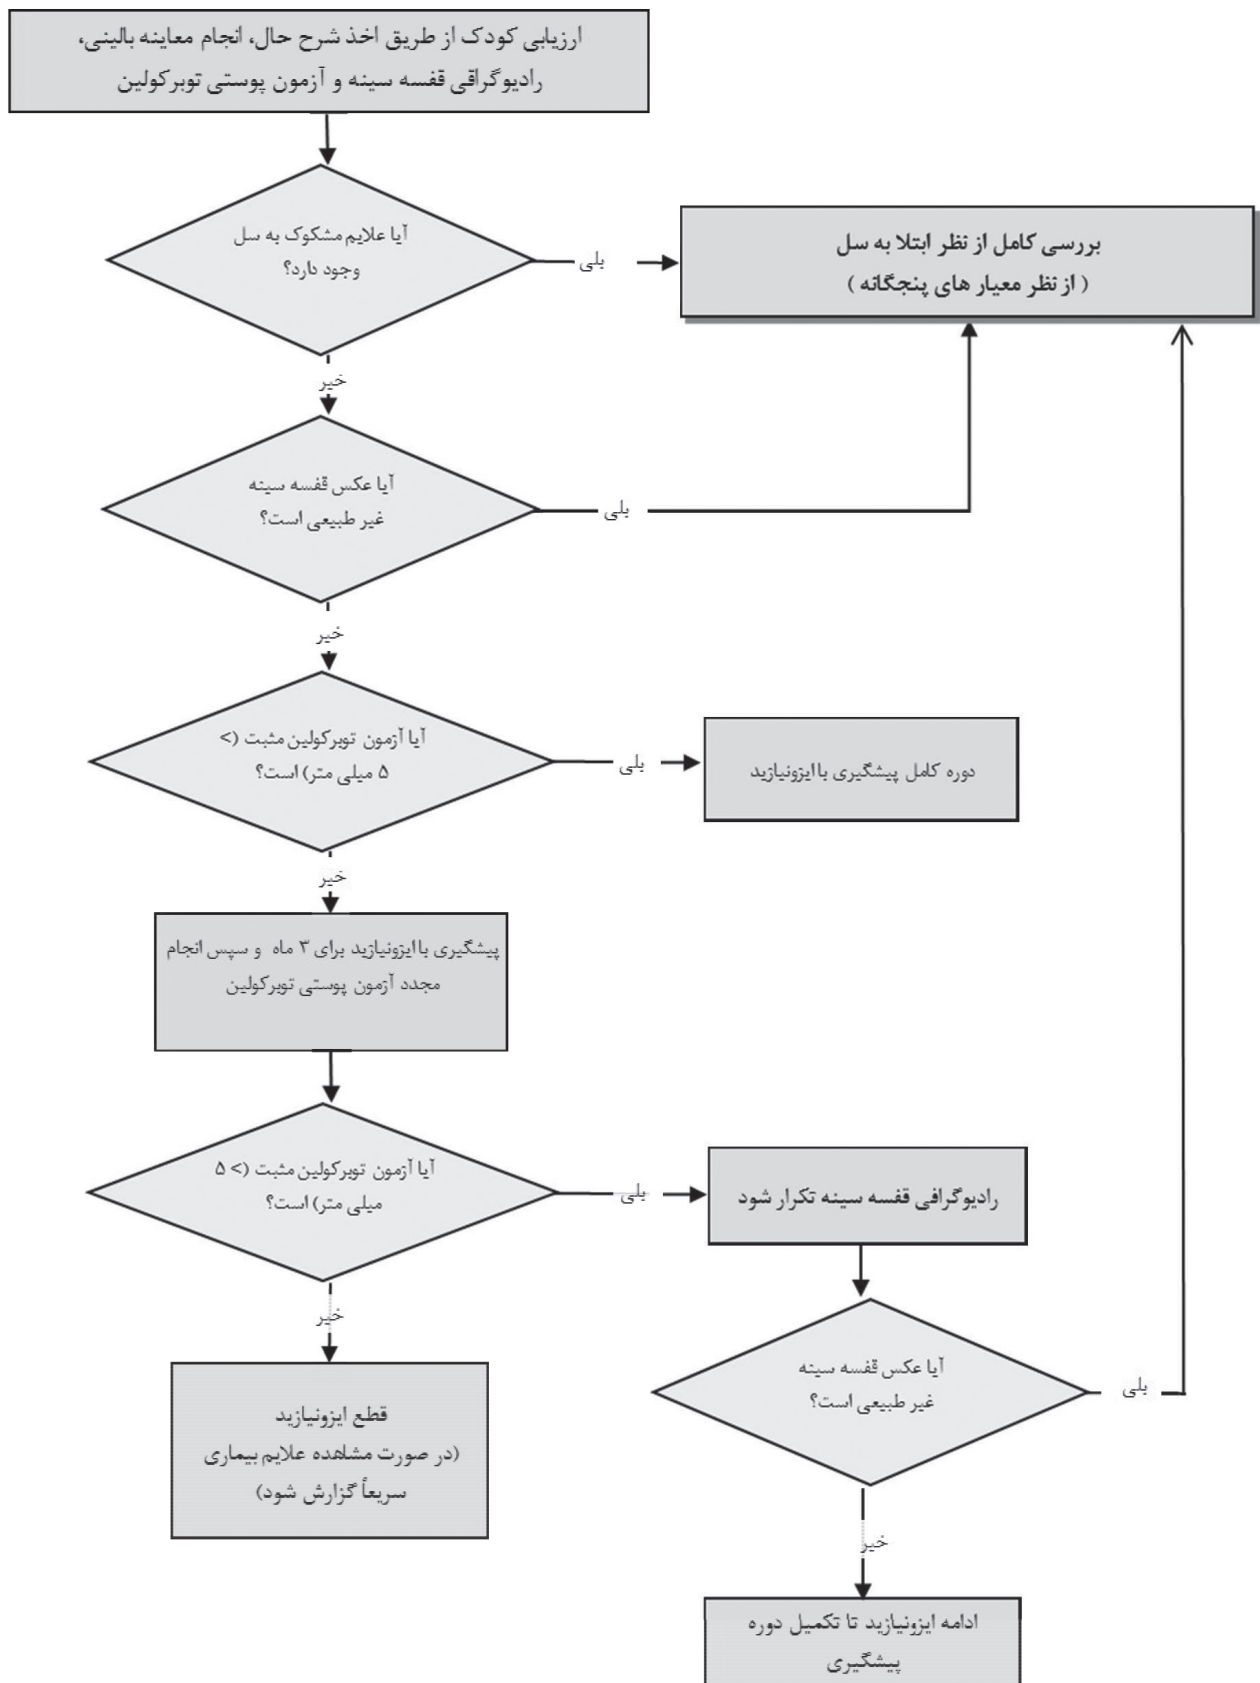 ارزیابی کودک از طریق اخذ شرح حال، انجام معاینه بالینی،
رادیوگراقی قفسه سینه و آزمون پوستی توبرکولین
آیا علایم مشکوک به سل
وجود دارد؟
بلی
بررسی کامل از نظر ابتلا به سل
( از نظر معیار های پنجگانه )
خیر
آیا عکس قفسه سینه
غیر طبیعی است؟
بلی
خیر
آیا آزمون توبرکولین مثبت (>
۵ میلی متر) است؟
بلی
دوره کامل پیشگیری با ایزونیازید
خیر
پیشگیری با ایزونیازید برای ۳ ماه و سپس انجام
مجدد آزمون پوستی توبرکولین
آیا آزمون توبرکولین مثبت (> ۵
میلی متر) است؟
بلی
رادیوگرافی قفسه سینه تکرار شود
خیر
آیا عکس قفسه سینه
غیر طبیعی است؟
بلی
قطع ایزونیازید
(در صورت مشاهده علایم بیماری
سریعاً گزارش شود)
خیر
ادامه ایزونیازید تا تکمیل دوره
پیشگیری